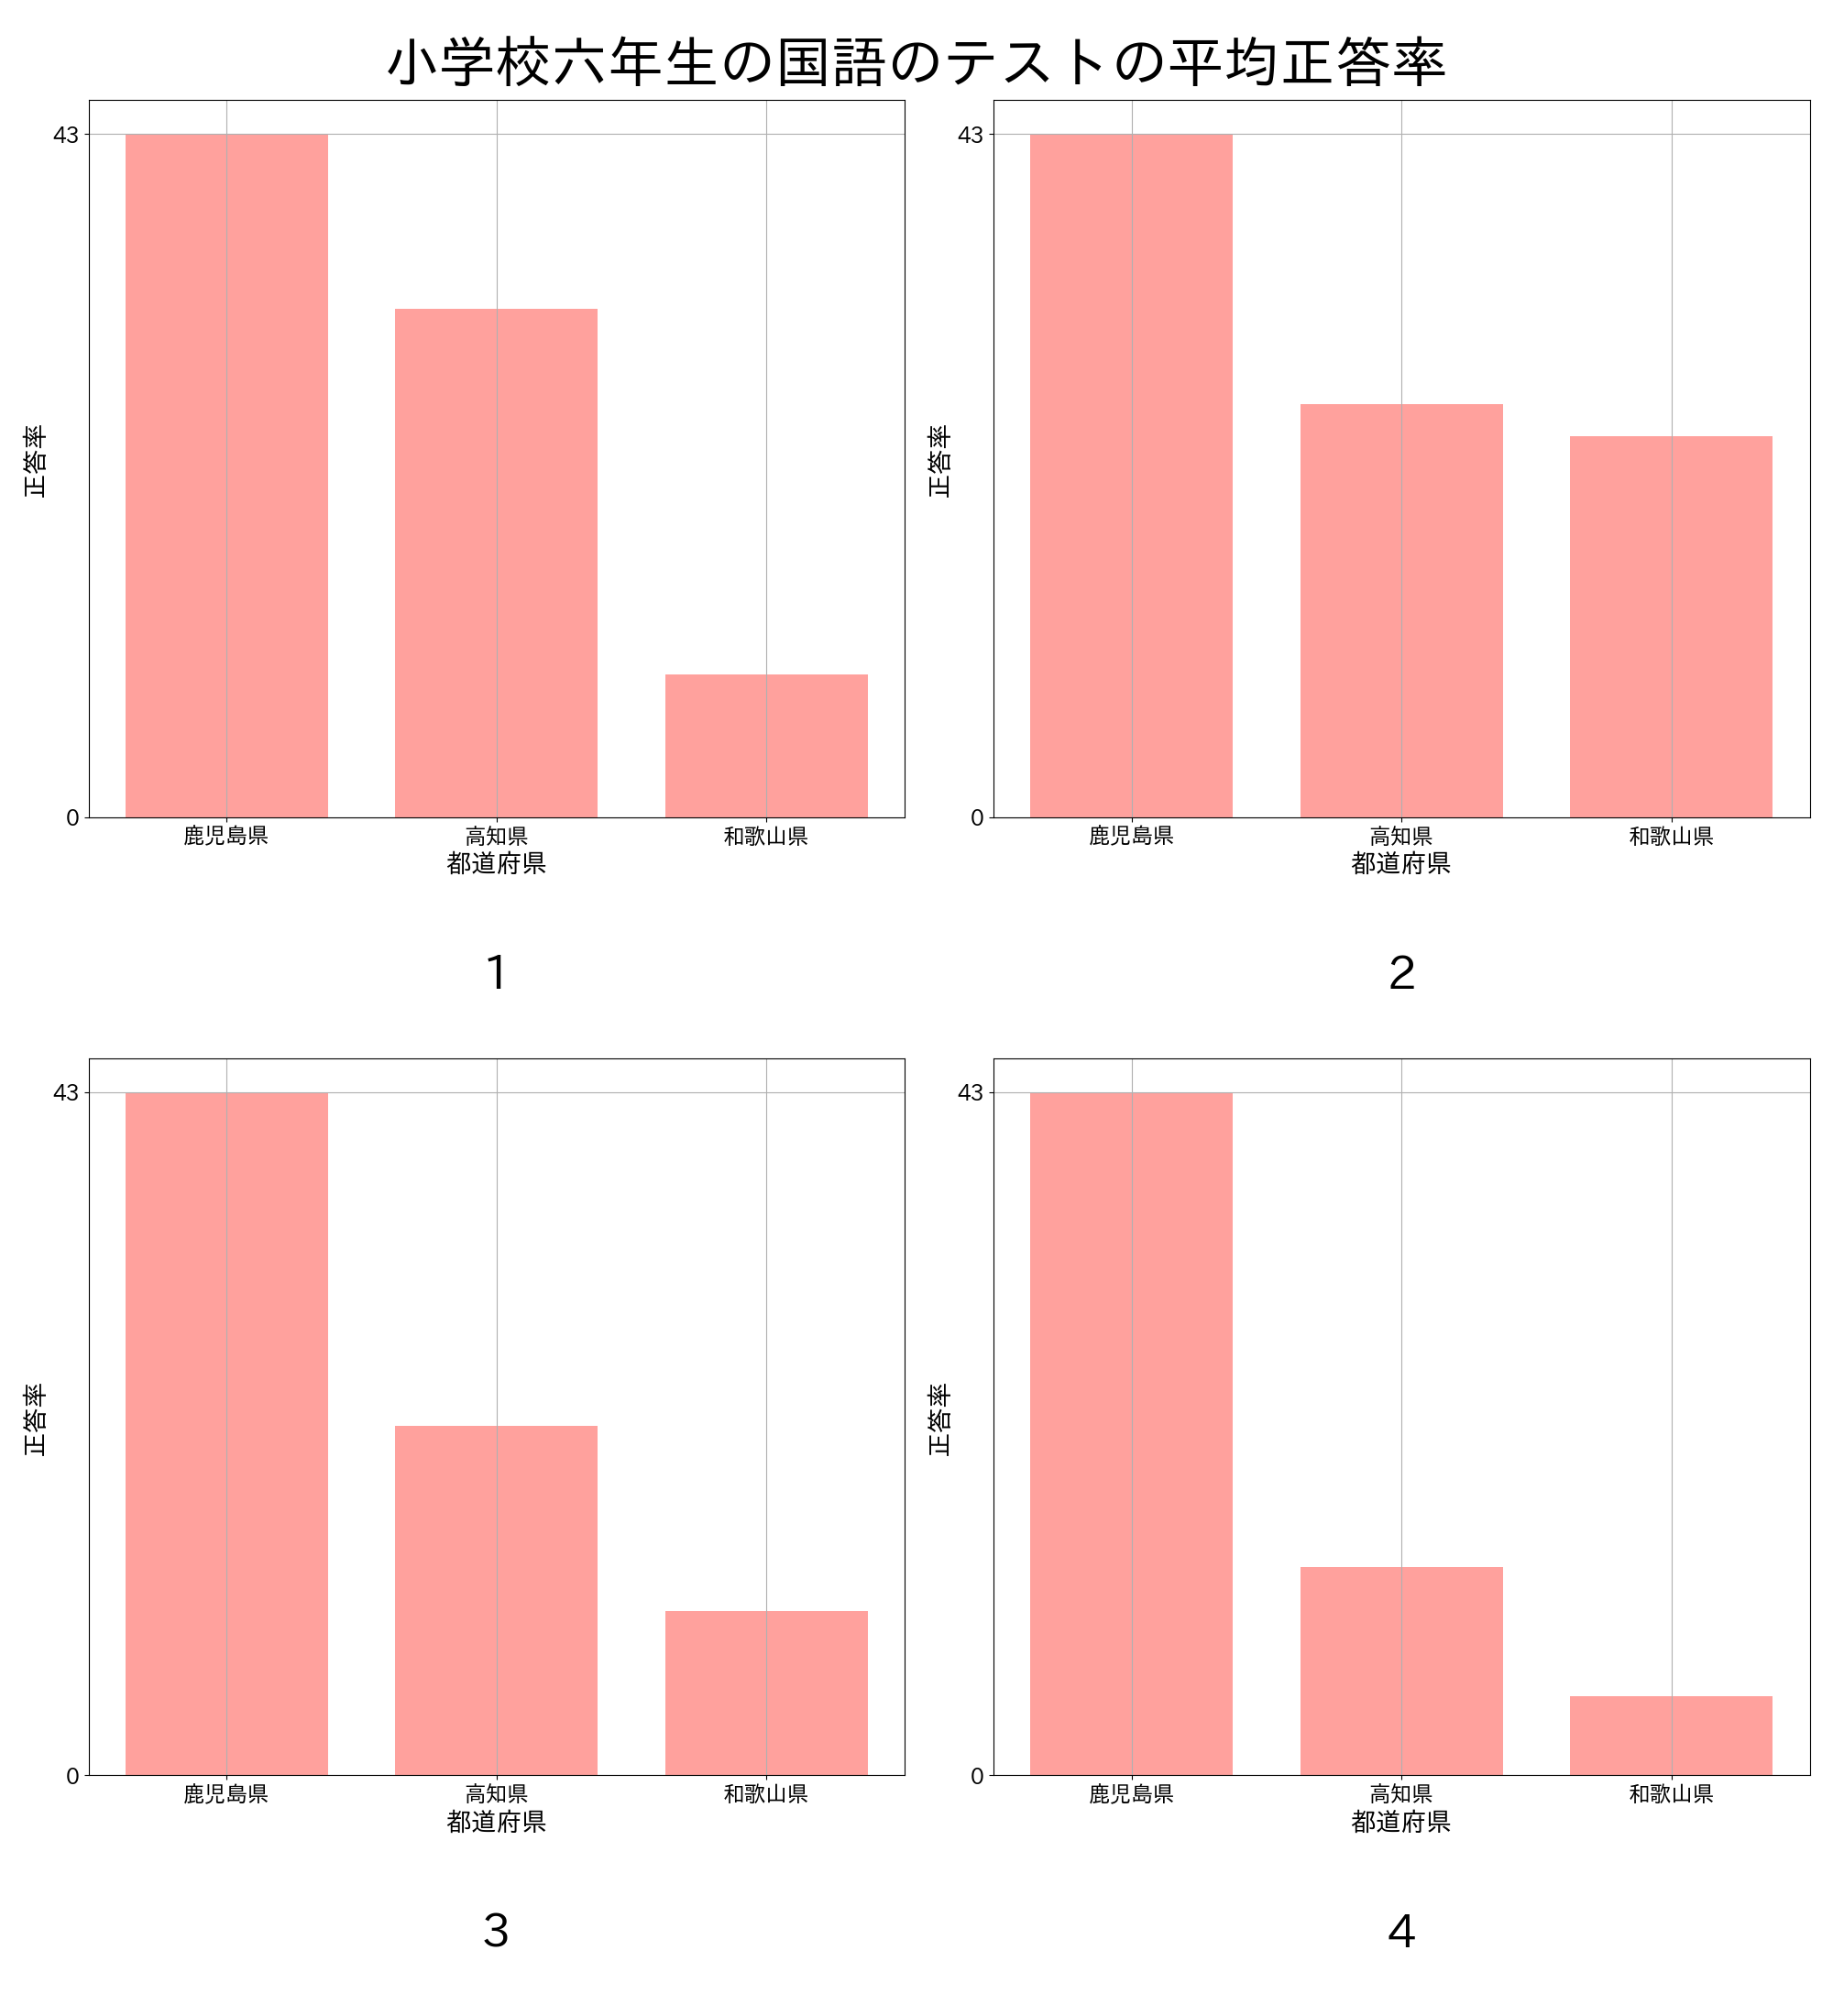 小学校六年生の国語のテストの平均正答率
43
0
正答率
鹿児島県 高知県 和歌山県
都道府県
1
43
0
正答率
鹿児島県 高知県 和歌山県
都道府県
2
43
0
正答率
鹿児島県 高知県 和歌山県
都道府県
3
43
0
正答率
鹿児島県 高知県 和歌山県
都道府県
4